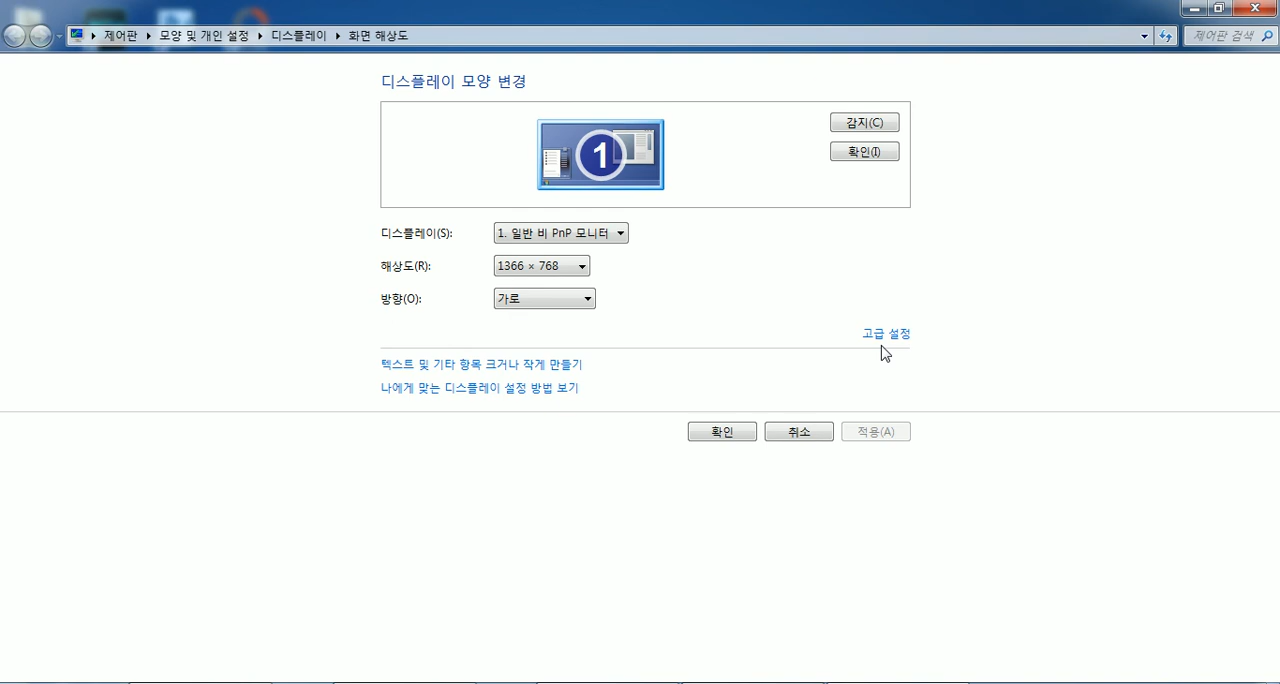 제어판 ▸ 모양 및 개인 설정 ▸ 디스플레이 ▸ 화면 해상도
제어판 검색
디스플레이 모양 변경
1
감지(C)
확인(I)
디스플레이(S): 1. 일반 비 PnP 모니터
해상도(R): 1366 × 768
방향(O): 가로
고급 설정
텍스트 및 기타 항목 크거나 작게 만들기
나에게 맞는 디스플레이 설정 방법 보기
확인 취소 적용(A)